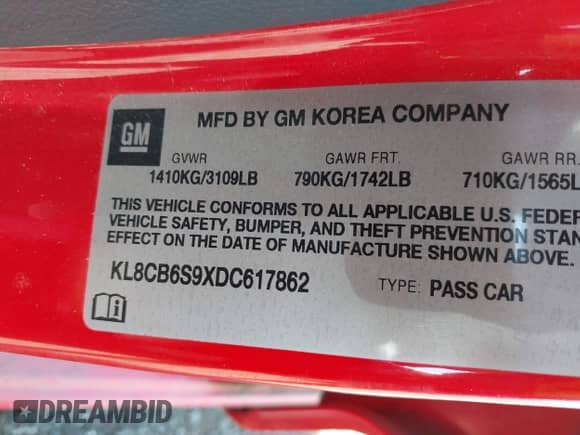 GM
MFD BY GM KOREA COMPANY
GVWR GAWR FRT. GAWR RR.
1410KG/3109LB 790KG/1742LB 710KG/1565L
THIS VEHICLE CONFORMS TO ALL APPLICABLE U.S. FEDER
VEHICLE SAFETY, BUMPER, AND THEFT PREVENTION STAN
EFFECT ON THE DATE OF MANUFACTURE SHOWN ABOVE.
KL8CB6S9XDC617862 TYPE: PASS CAR
DREAMBID